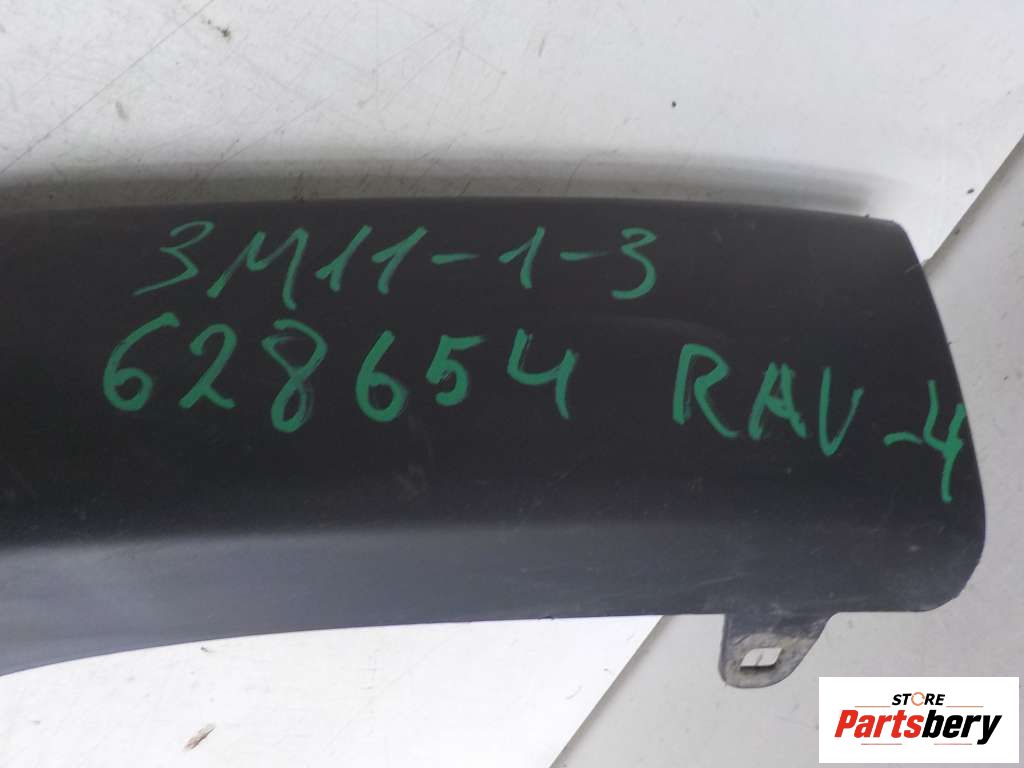 3M11-1-3
628654 RAV-4
STORE
Partsbery